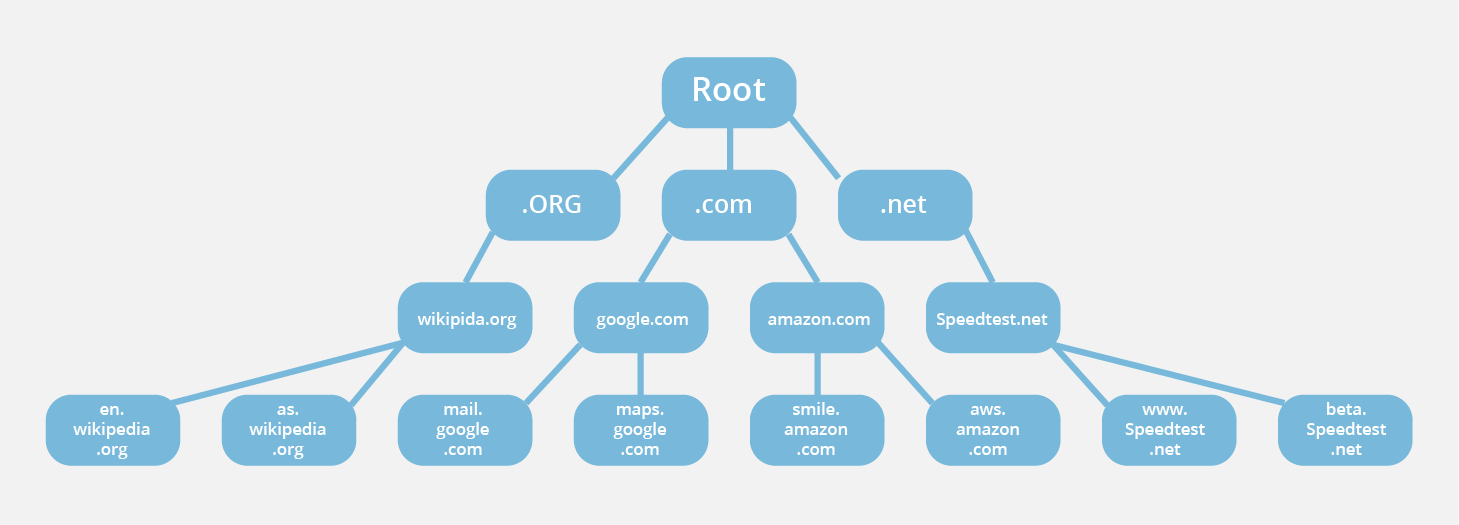 Root
.ORG
.com
.net
wikipida.org
google.com
amazon.com
Speedtest.net
en.
wikipedia
.org
as.
wikipedia
.org
mail.
google
.com
maps.
google
.com
smile.
amazon
.com
aws.
amazon
.com
www.
Speedtest
.net
beta.
Speedtest
.net